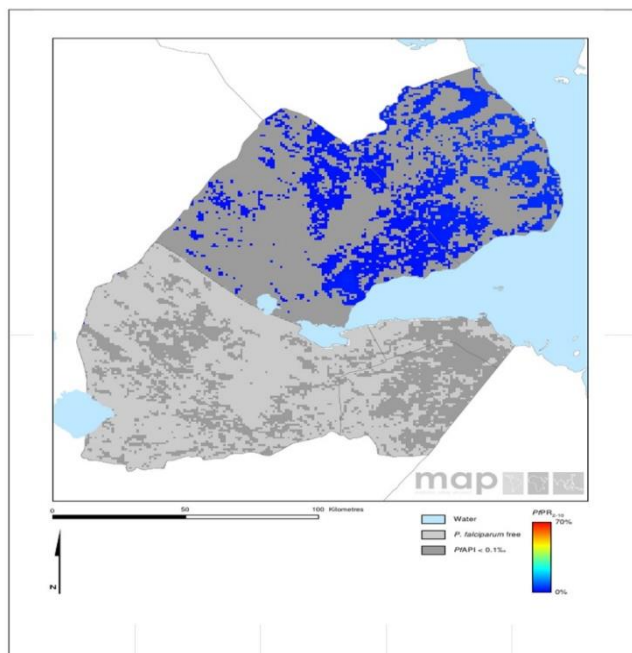 map
0 50 100 Kilometres
Water
P. falciparum free
PfAPI < 0.1‰
PfPR2-10
70%
0%
N